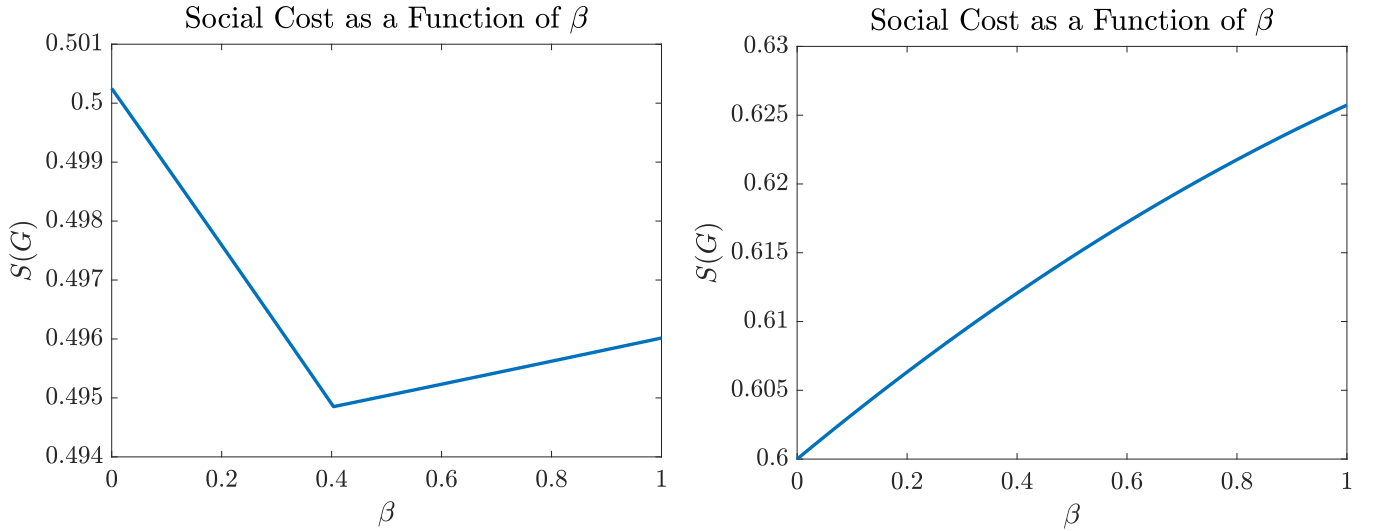 Social Cost as a Function of β
0.501
0.5
0.499
0.498
0.497
0.496
0.495
0.494
S(G)
0 0.2 0.4 0.6 0.8 1
β
Social Cost as a Function of β
0.63
0.625
0.62
0.615
0.61
0.605
0.6
S(G)
0 0.2 0.4 0.6 0.8 1
β